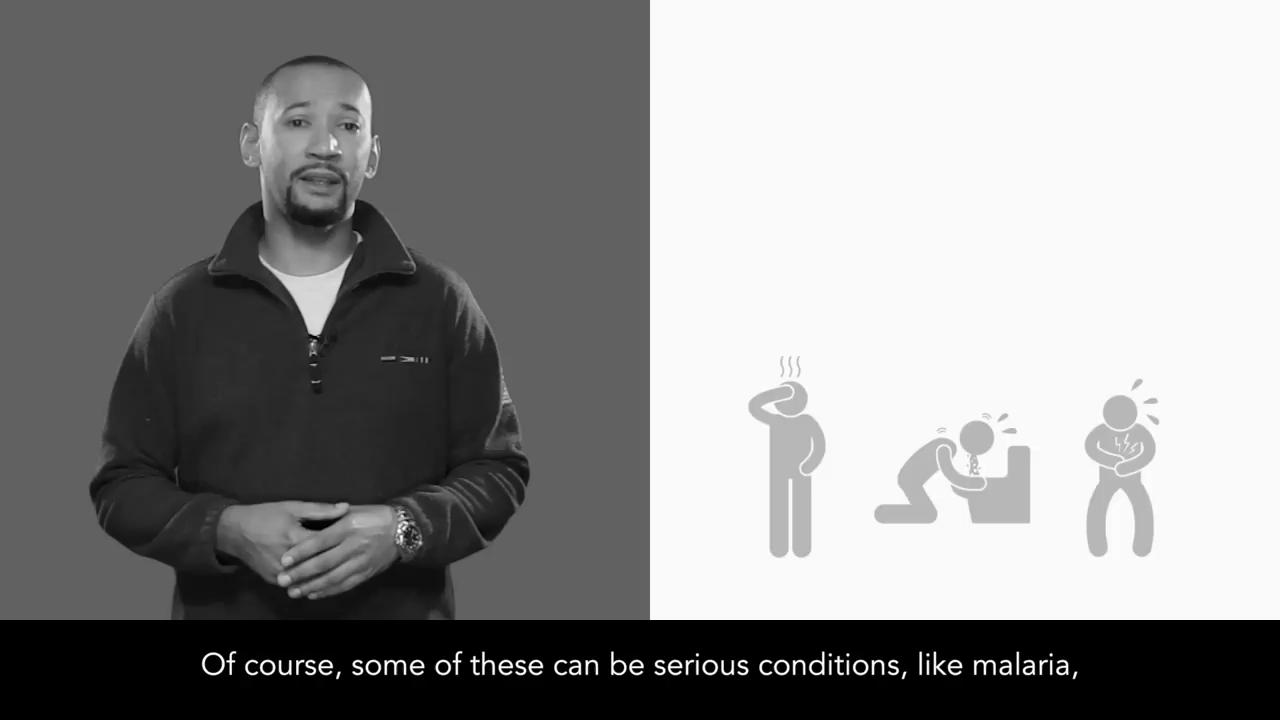 Of course, some of these can be serious conditions, like malaria,